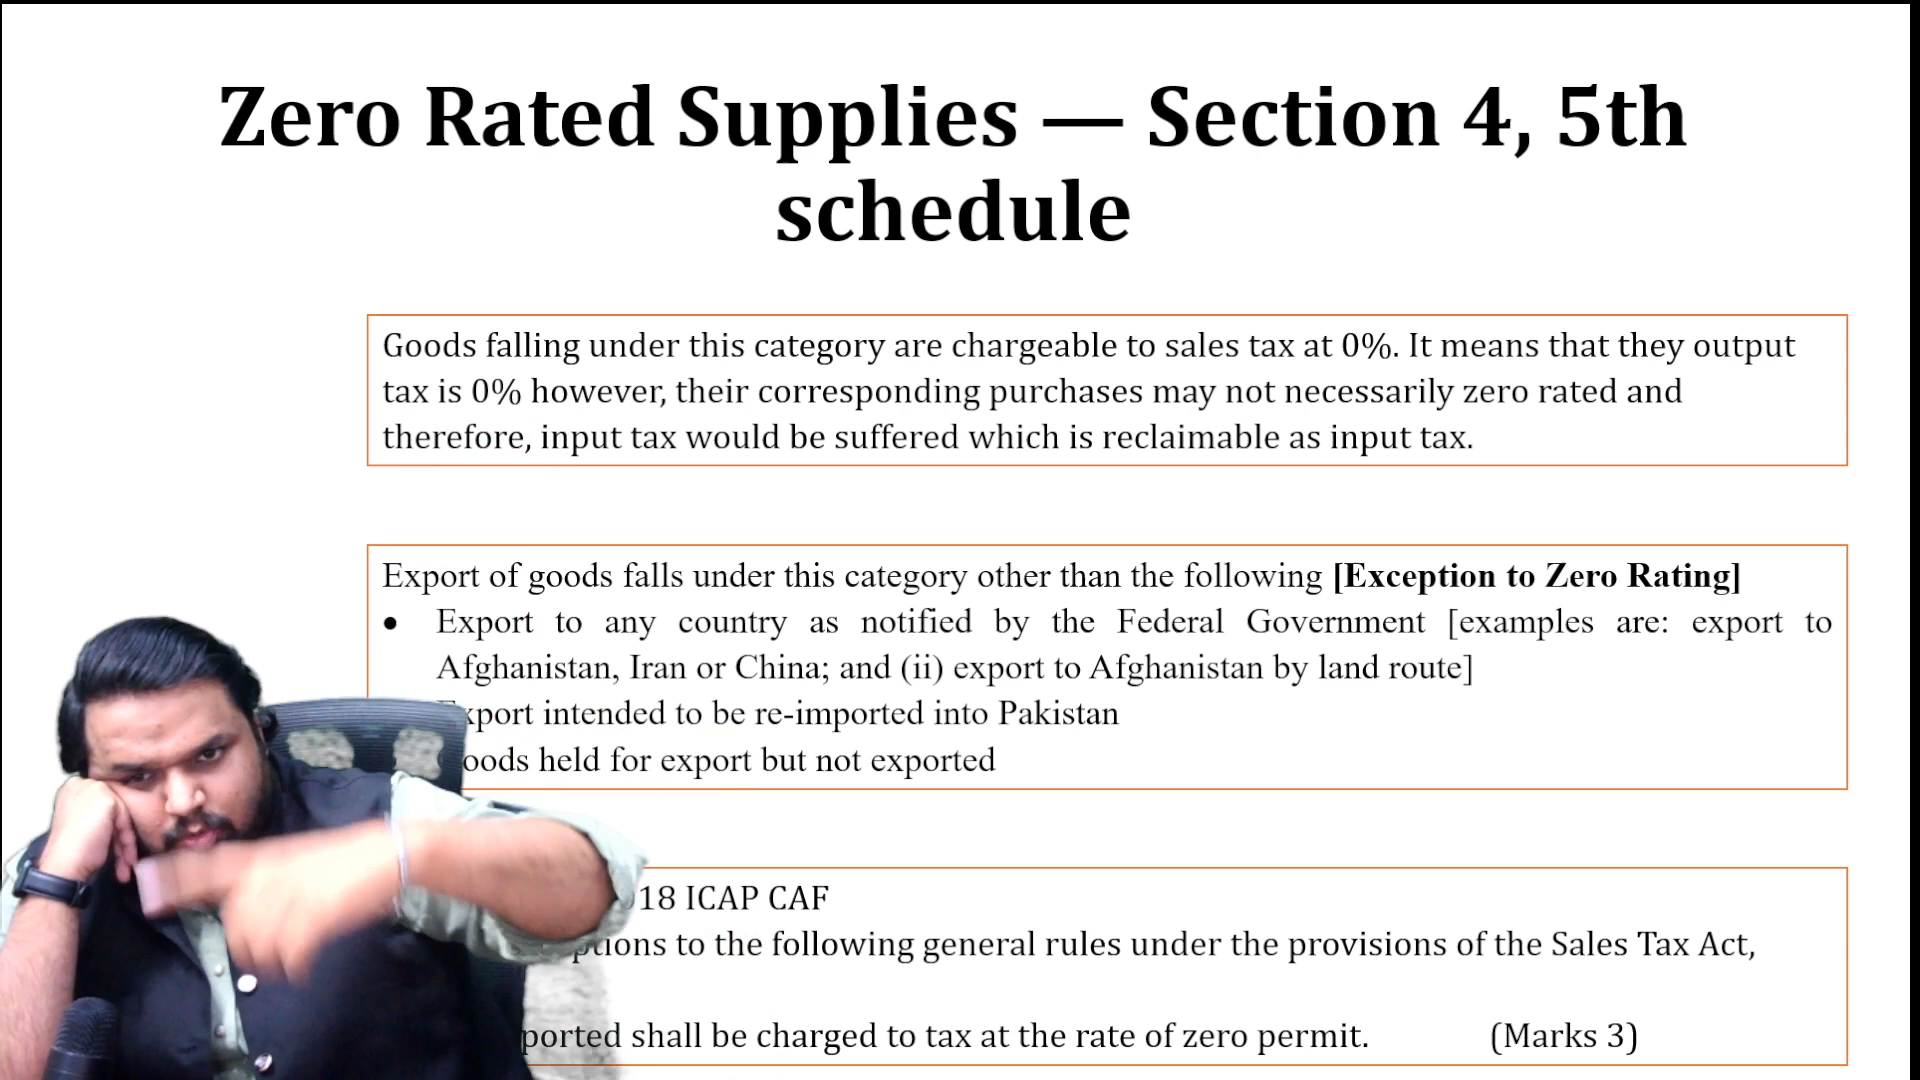 Zero Rated Supplies — Section 4, 5th
schedule
Goods falling under this category are chargeable to sales tax at 0%. It means that they output
tax is 0% however, their corresponding purchases may not necessarily zero rated and
therefore, input tax would be suffered which is reclaimable as input tax.
Export of goods falls under this category other than the following [Exception to Zero Rating]
• Export to any country as notified by the Federal Government [examples are: export to
Afghanistan, Iran or China; and (ii) export to Afghanistan by land route]
Export intended to be re-imported into Pakistan
oods held for export but not exported
18 ICAP CAF
ptions to the following general rules under the provisions of the Sales Tax Act,
ported shall be charged to tax at the rate of zero permit. (Marks 3)